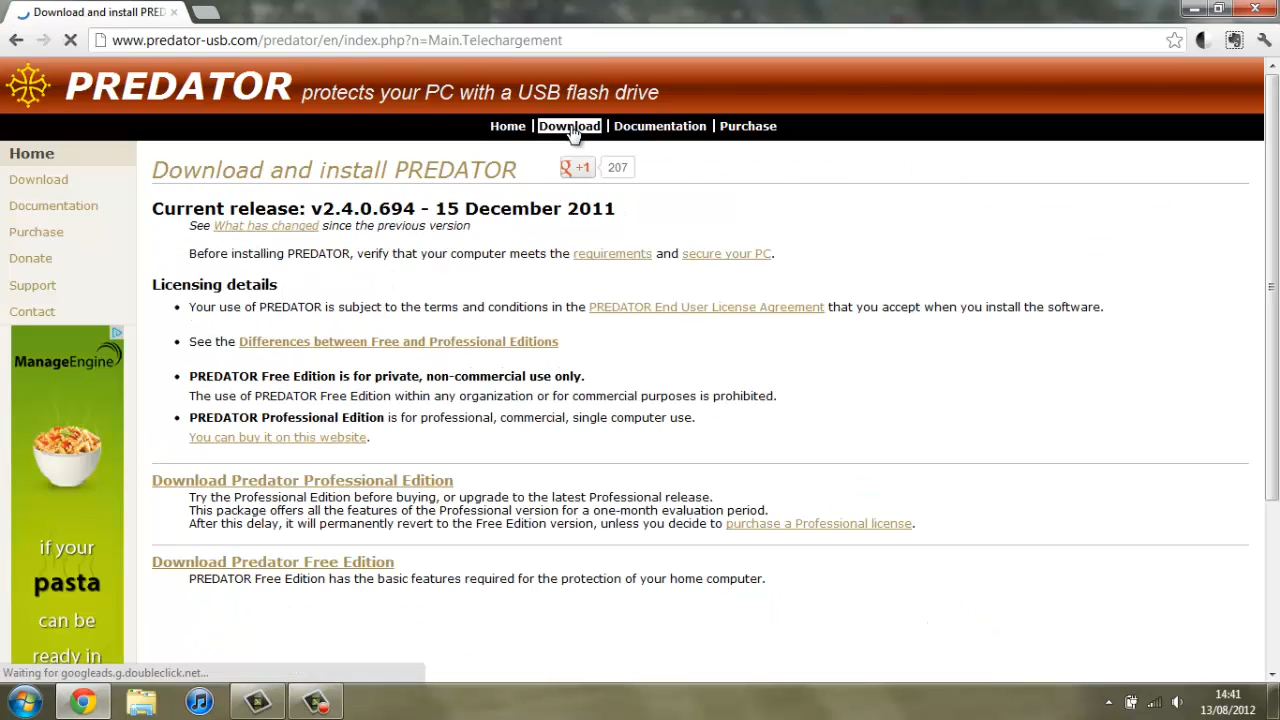 Download and install PRED
www.predator-usb.com/predator/en/index.php?n=Main.Telechargement
PREDATOR protects your PC with a USB flash drive
Home Download Documentation Purchase
Home
Download
Documentation
Purchase
Donate
Support
Contact
ManageEngine
if your
pasta
can be
ready in
Download and install PREDATOR
+1 207
Current release: v2.4.0.694 - 15 December 2011
See What has changed since the previous version
Before installing PREDATOR, verify that your computer meets the requirements and secure your PC.
Licensing details
• Your use of PREDATOR is subject to the terms and conditions in the PREDATOR End User License Agreement that you accept when you install the software.
• See the Differences between Free and Professional Editions
• PREDATOR Free Edition is for private, non-commercial use only.
The use of PREDATOR Free Edition within any organization or for commercial purposes is prohibited.
• PREDATOR Professional Edition is for professional, commercial, single computer use.
You can buy it on this website.
Download Predator Professional Edition
Try the Professional Edition before buying, or upgrade to the latest Professional release.
This package offers all the features of the Professional version for a one-month evaluation period.
After this delay, it will permanently revert to the Free Edition version, unless you decide to purchase a Professional license.
Download Predator Free Edition
PREDATOR Free Edition has the basic features required for the protection of your home computer.
Waiting for googleads.g.doubleclick.net...
14:41
13/08/2012